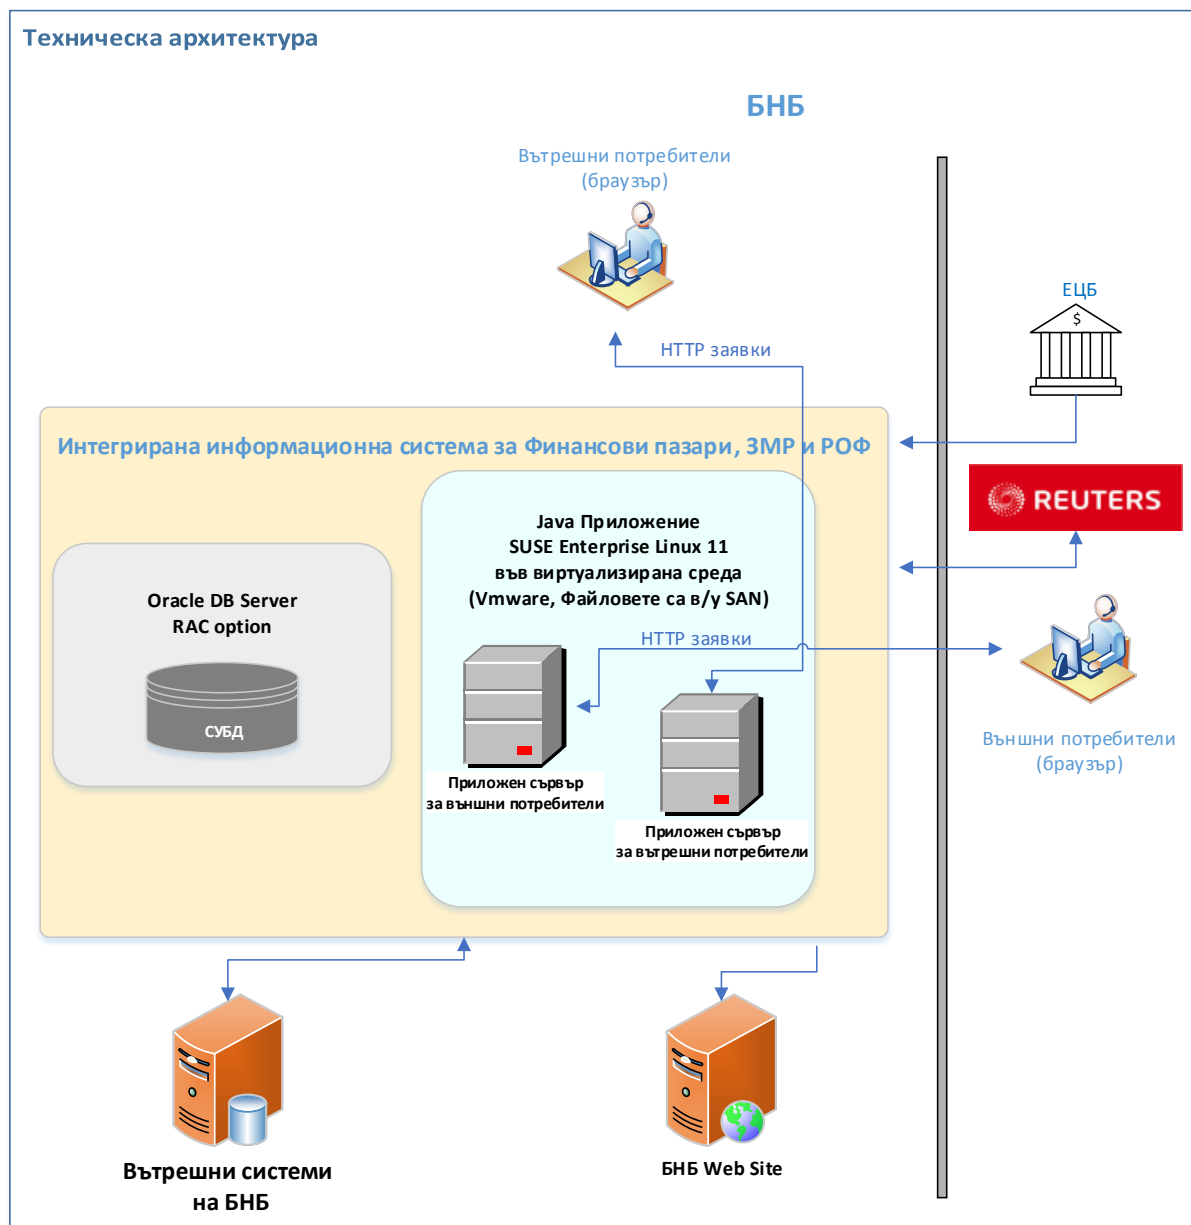 Техническа архитектура
БНБ
Вътрешни потребители
(браузър)
ЕЦБ
$
HTTP заявки
Интегрирана информационна система за Финансови пазари, ЗМР и РОФ
REUTERS
Java Приложение
SUSE Enterprise Linux 11
във виртуализирана среда
(Vmware, Файловете са в/у SAN)
Oracle DB Server
RAC option
СУБД
HTTP заявки
Приложен сървър
за външни потребители
Приложен сървър
за вътрешни потребители
Външни потребители
(браузър)
Вътрешни системи
на БНБ
БНБ Web Site